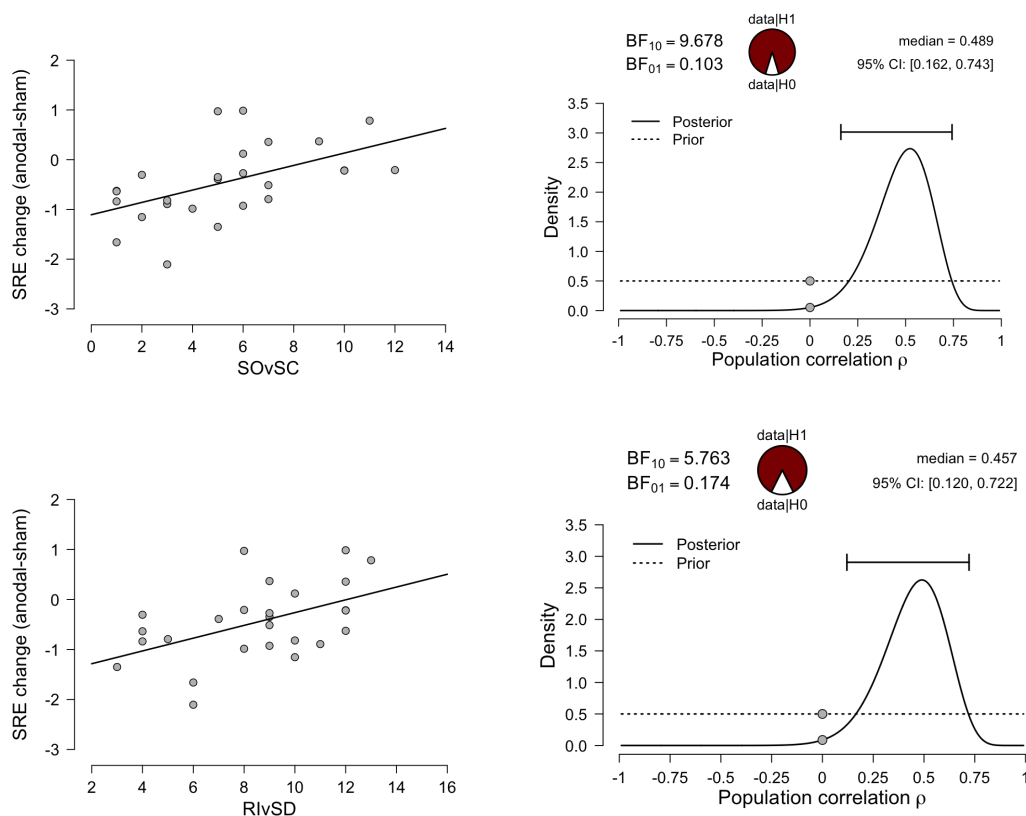 2
1
0
-1
-2
-3
SRE change (anodal-sham)
0 2 4 6 8 10 12 14
SOvSC
data|H1
BF10 = 9.678
BF01 = 0.103
data|H0
median = 0.489
95% CI: [0.162, 0.743]
3.5
3.0
2.5
2.0
1.5
1.0
0.5
0.0
Density
Posterior
Prior
-1 -0.75 -0.5 -0.25 0 0.25 0.5 0.75 1
Population correlation ρ
2
1
0
-1
-2
-3
SRE change (anodal-sham)
2 4 6 8 10 12 14 16
RIvSD
data|H1
BF10 = 5.763
BF01 = 0.174
data|H0
median = 0.457
95% CI: [0.120, 0.722]
3.5
3.0
2.5
2.0
1.5
1.0
0.5
0.0
Density
Posterior
Prior
-1 -0.75 -0.5 -0.25 0 0.25 0.5 0.75 1
Population correlation ρ